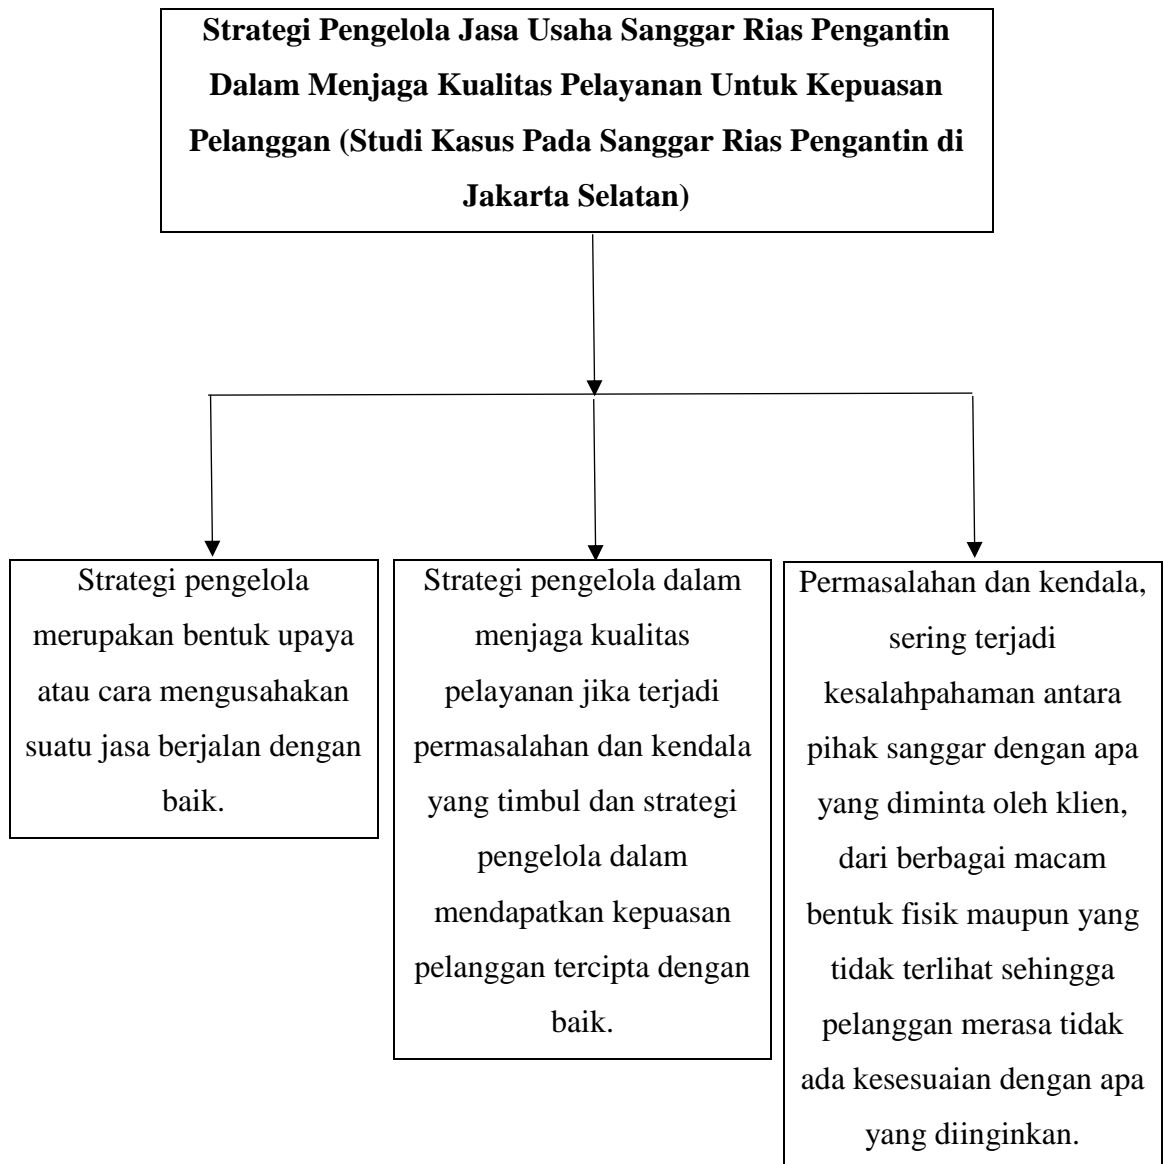 Strategi Pengelola Jasa Usaha Sanggar Rias Pengantin
Dalam Menjaga Kualitas Pelayanan Untuk Kepuasan
Pelanggan (Studi Kasus Pada Sanggar Rias Pengantin di
Jakarta Selatan)
Strategi pengelola
merupakan bentuk upaya
atau cara mengusahakan
suatu jasa berjalan dengan
baik.
Strategi pengelola dalam
menjaga kualitas
pelayanan jika terjadi
permasalahan dan kendala
yang timbul dan strategi
pengelola dalam
mendapatkan kepuasan
pelanggan tercipta dengan
baik.
Permasalahan dan kendala,
sering terjadi
kesalahpahaman antara
pihak sanggar dengan apa
yang diminta oleh klien,
dari berbagai macam
bentuk fisik maupun yang
tidak terlihat sehingga
pelanggan merasa tidak
ada kesesuaian dengan apa
yang diinginkan.